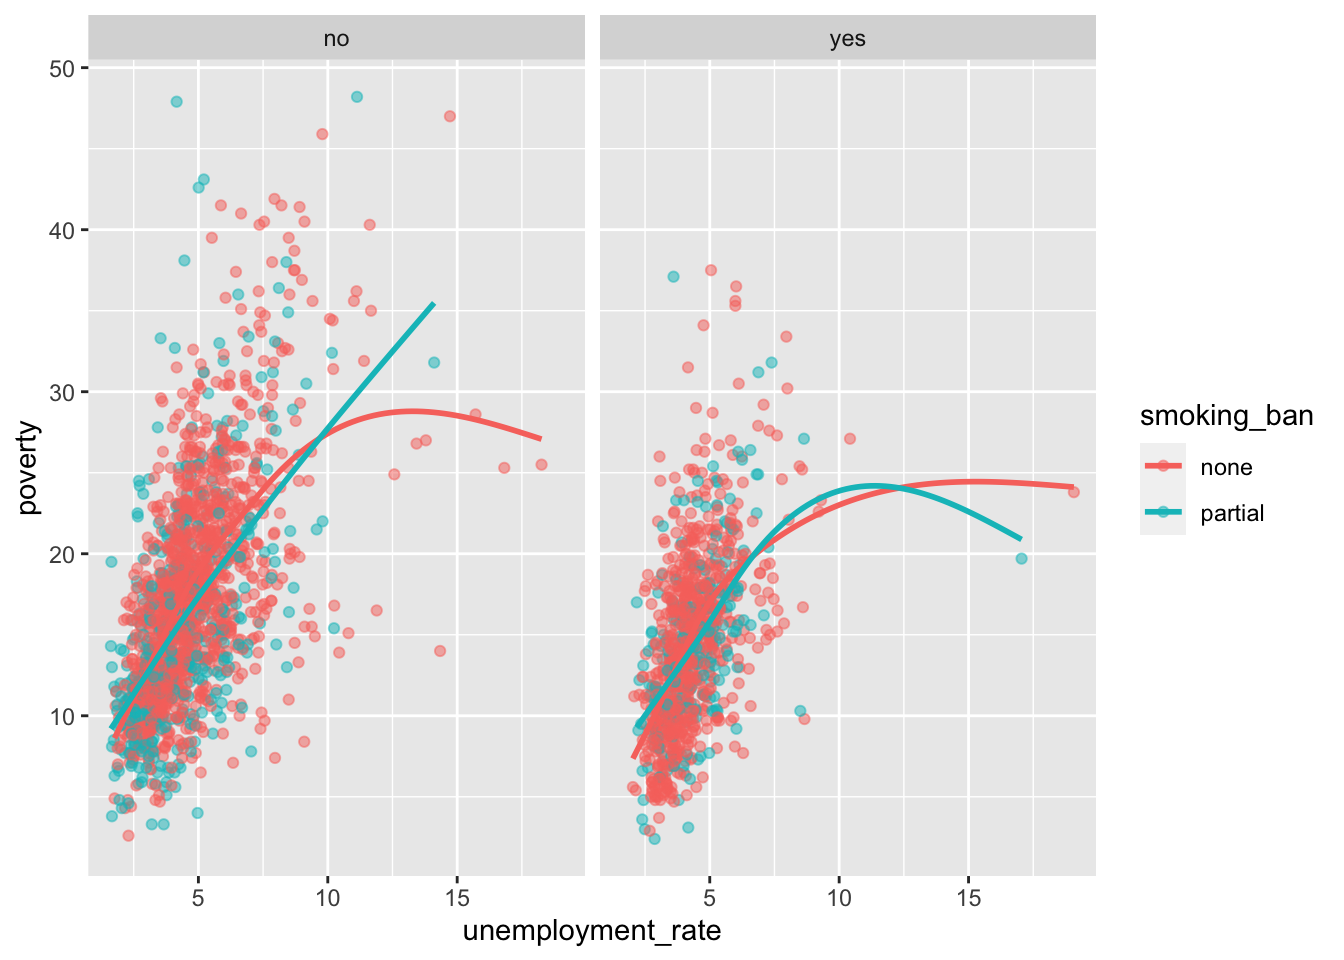 no
yes
50
40
30
20
10
5 10 15
5 10 15
unemployment_rate
poverty
smoking_ban
none
partial